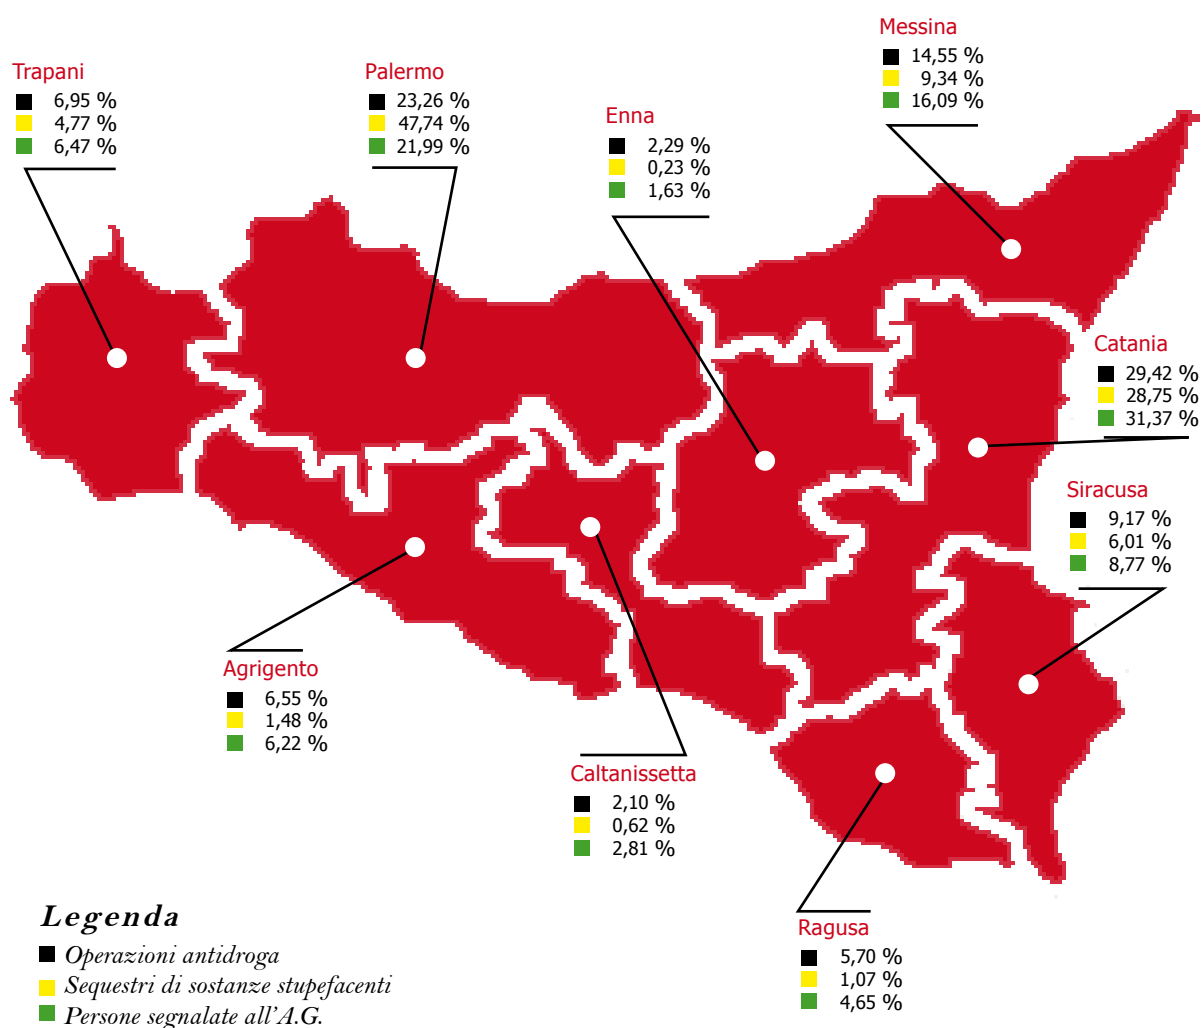 Messina
14,55 %
9,34 %
16,09 %
Trapani
6,95 %
4,77 %
6,47 %
Palermo
23,26 %
47,74 %
21,99 %
Enna
2,29 %
0,23 %
1,63 %
Catania
29,42 %
28,75 %
31,37 %
Siracusa
9,17 %
6,01 %
8,77 %
Agrigento
6,55 %
1,48 %
6,22 %
Caltanissetta
2,10 %
0,62 %
2,81 %
Ragusa
5,70 %
1,07 %
4,65 %
Legenda
Operazioni antidroga
Sequestri di sostanze stupefacenti
Persone segnalate all'A.G.